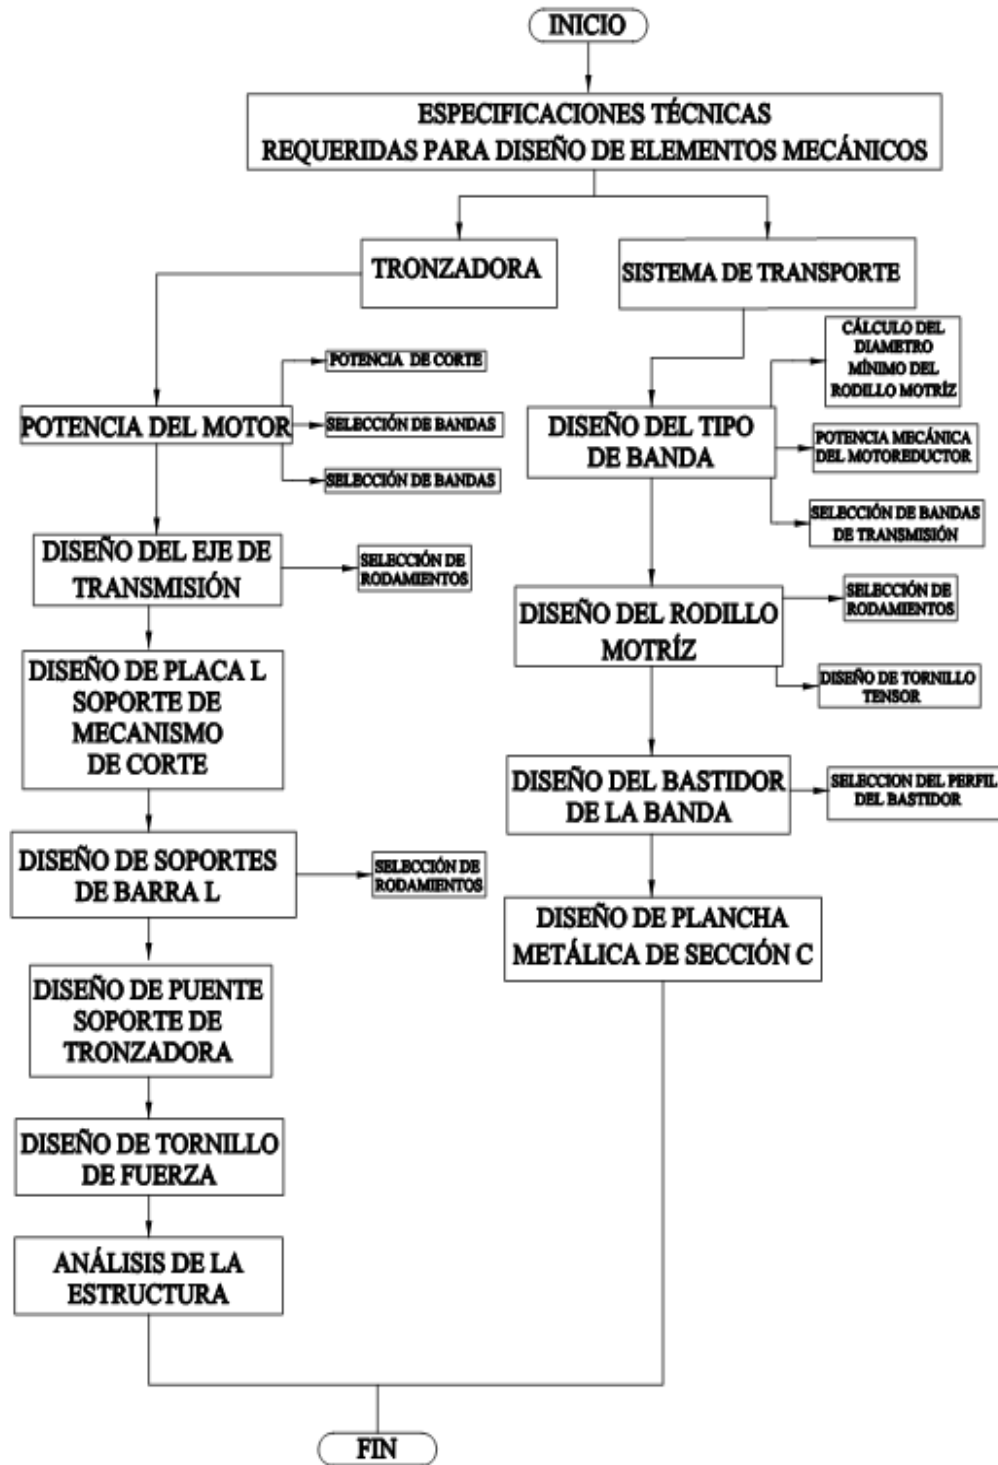 INICIO
ESPECIFICACIONES TÉCNICAS
REQUERIDAS PARA DISEÑO DE ELEMENTOS MECÁNICOS
TRONZADORA
SISTEMA DE TRANSPORTE
POTENCIA DEL MOTOR
POTENCIA DE CORTE
SELECCIÓN DE BANDAS
SELECCIÓN DE BANDAS
DISEÑO DEL EJE DE
TRANSMISIÓN
SELECCIÓN DE
RODAMIENTOS
DISEÑO DE PLACA L
SOPORTE DE
MECANISMO
DE CORTE
DISEÑO DE SOPORTES
DE BARRA L
SELECCIÓN DE
RODAMIENTOS
DISEÑO DE PUENTE
SOPORTE DE
TRONZADORA
DISEÑO DE TORNILLO
DE FUERZA
ANÁLISIS DE LA
ESTRUCTURA
DISEÑO DEL TIPO
DE BANDA
CÁLCULO DEL
DIAMETRO
MÍNIMO DEL
RODILLO MOTRÍZ
POTENCIA MECÁNICA
DEL MOTOREDUCTOR
SELECCIÓN DE BANDAS
DE TRANSMISIÓN
DISEÑO DEL RODILLO
MOTRÍZ
SELECCIÓN DE
RODAMIENTOS
DISEÑO DE TORNILLO
TENSOR
DISEÑO DEL BASTIDOR
DE LA BANDA
SELECCION DEL PERFIL
DEL BASTIDOR
DISEÑO DE PLANCHA
METÁLICA DE SECCIÓN C
FIN